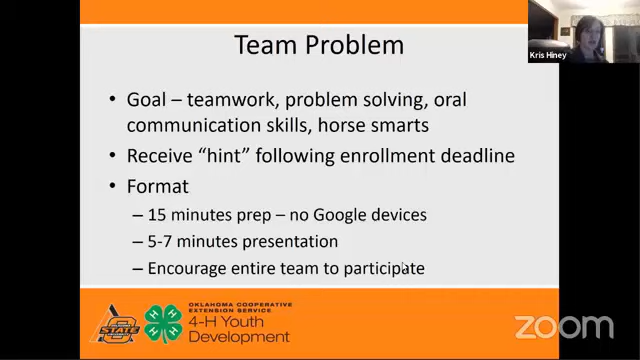 Team Problem
Kris Hiney
• Goal – teamwork, problem solving, oral
communication skills, horse smarts
• Receive “hint” following enrollment deadline
• Format
– 15 minutes prep – no Google devices
– 5-7 minutes presentation
– Encourage entire team to participate
STATE
H H H H
OKLAHOMA COOPERATIVE
EXTENSION SERVICE
4-H Youth
Development
zoom